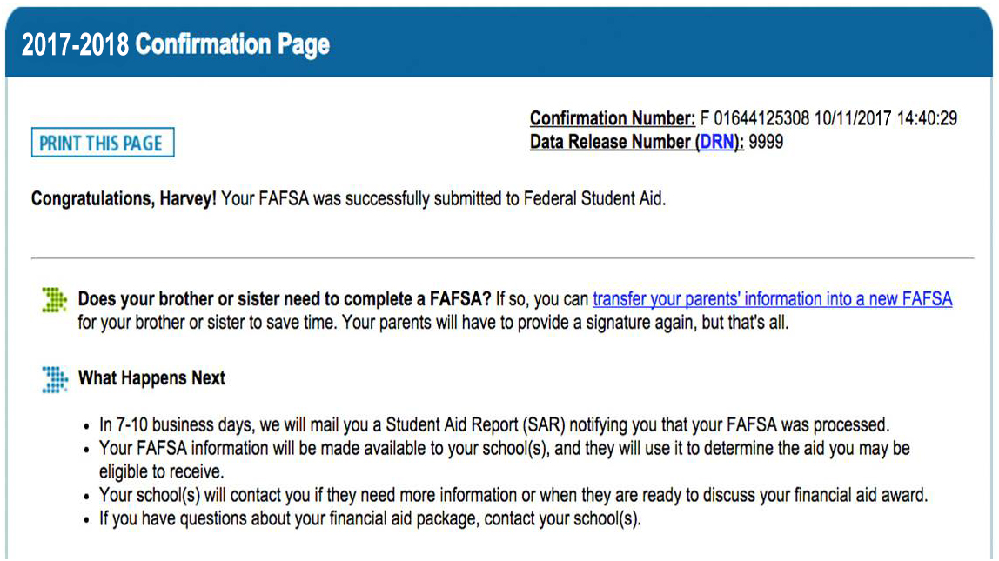 2017-2018 Confirmation Page
Confirmation Number: F 01644125308 10/11/2017 14:40:29
PRINT THIS PAGE
Data Release Number (DRN): 9999
Congratulations, Harvey! Your FAFSA was successfully submitted to Federal Student Aid.
Does your brother or sister need to complete a FAFSA? If so, you can transfer your parents' information into a new FAFSA
for your brother or sister to save time. Your parents will have to provide a signature again, but that's all.
What Happens Next
• In 7-10 business days, we will mail you a Student Aid Report (SAR) notifying you that your FAFSA was processed.
• Your FAFSA information will be made available to your school(s), and they will use it to determine the aid you may be
eligible to receive.
• Your school(s) will contact you if they need more information or when they are ready to discuss your financial aid award.
• If you have questions about your financial aid package, contact your school(s).